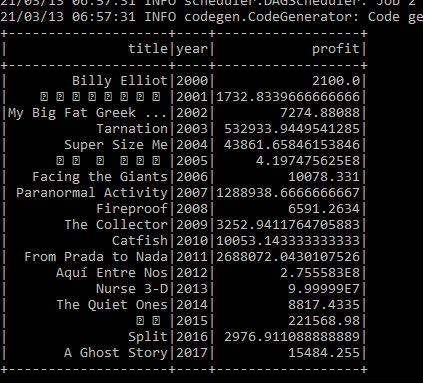 21/03/13 06:57:31 INFO scheduler.DAGScheduler: Job 2
21/03/13 06:57:31 INFO codegen.CodeGenerator: Code ge
+--------------------+----+------------------+
| title|year| profit|
+--------------------+----+------------------+
| Billy Elliot|2000| 2100.0|
| |2001|1732.8339666666666|
|My Big Fat Greek ...|2002| 7274.88088|
| Tarnation|2003| 532933.9449541285|
| Super Size Me|2004| 43861.65846153846|
| |2005| 4.197475625E8|
| Facing the Giants|2006| 10078.331|
| Paranormal Activity|2007|1288938.6666666667|
| Fireproof|2008| 6591.2634|
| The Collector|2009|3252.9411764705883|
| Catfish|2010|10053.143333333333|
| From Prada to Nada|2011|2688072.0430107526|
| Aquí Entre Nos|2012| 2.755583E8|
| Nurse 3-D|2013| 9.99999E7|
| The Quiet Ones|2014| 8817.4335|
| |2015| 221568.98|
| Split|2016| 2976.911088888889|
| A Ghost Story|2017| 15484.255|
+--------------------+----+------------------+